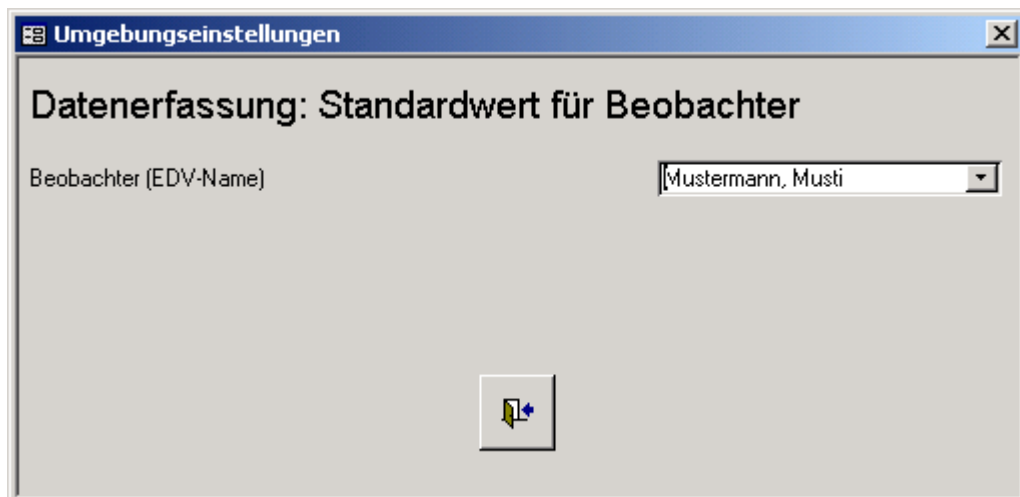 Umgebungseinstellungen
Datenerfassung: Standardwert für Beobachter
Beobachter (EDV-Name)
Mustermann, Musti